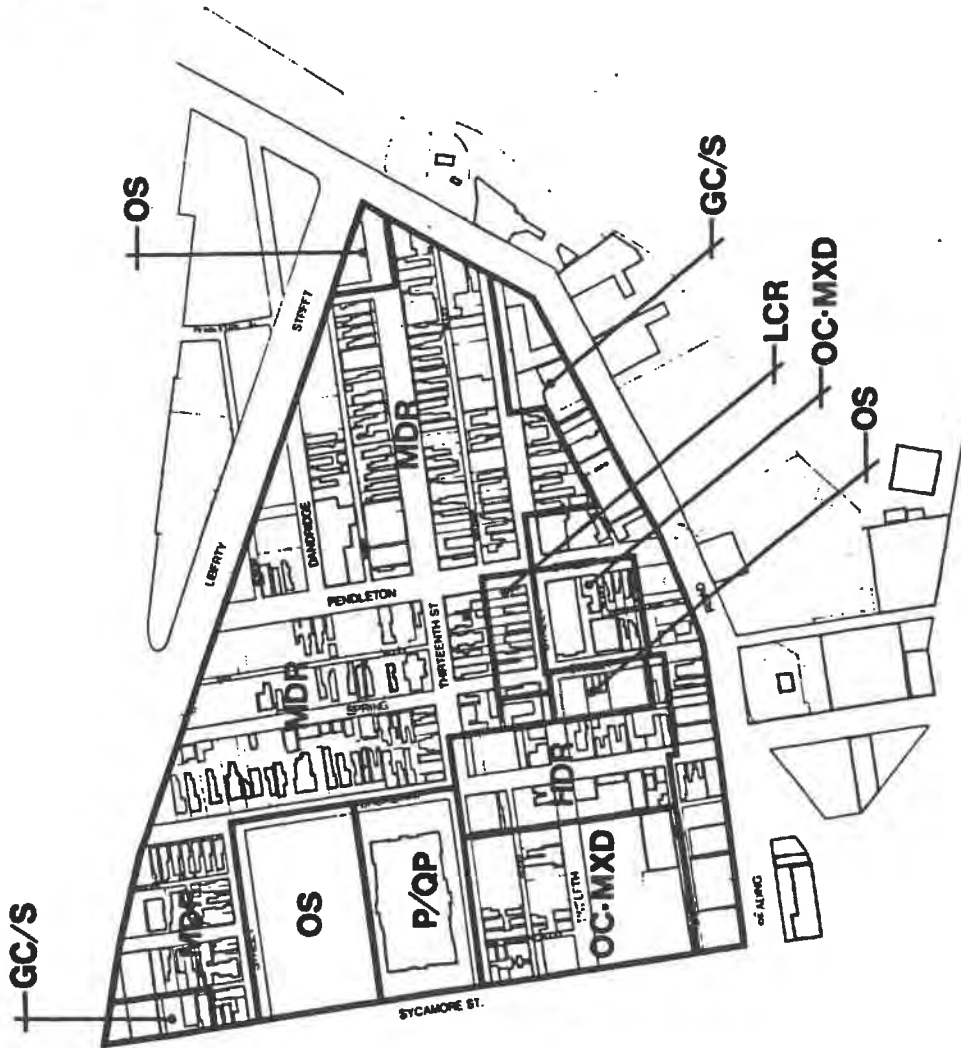 OS
GC/S
LCR
OC·MXD
OS
GC/S
STREET
LIBERTY
DANDRIDGE
PENDLETON
THIRTEENTH ST
SPRING
MDR
MDR
MDR
HDR
OS
P/QP
OC·MXD
SYCAMORE ST.